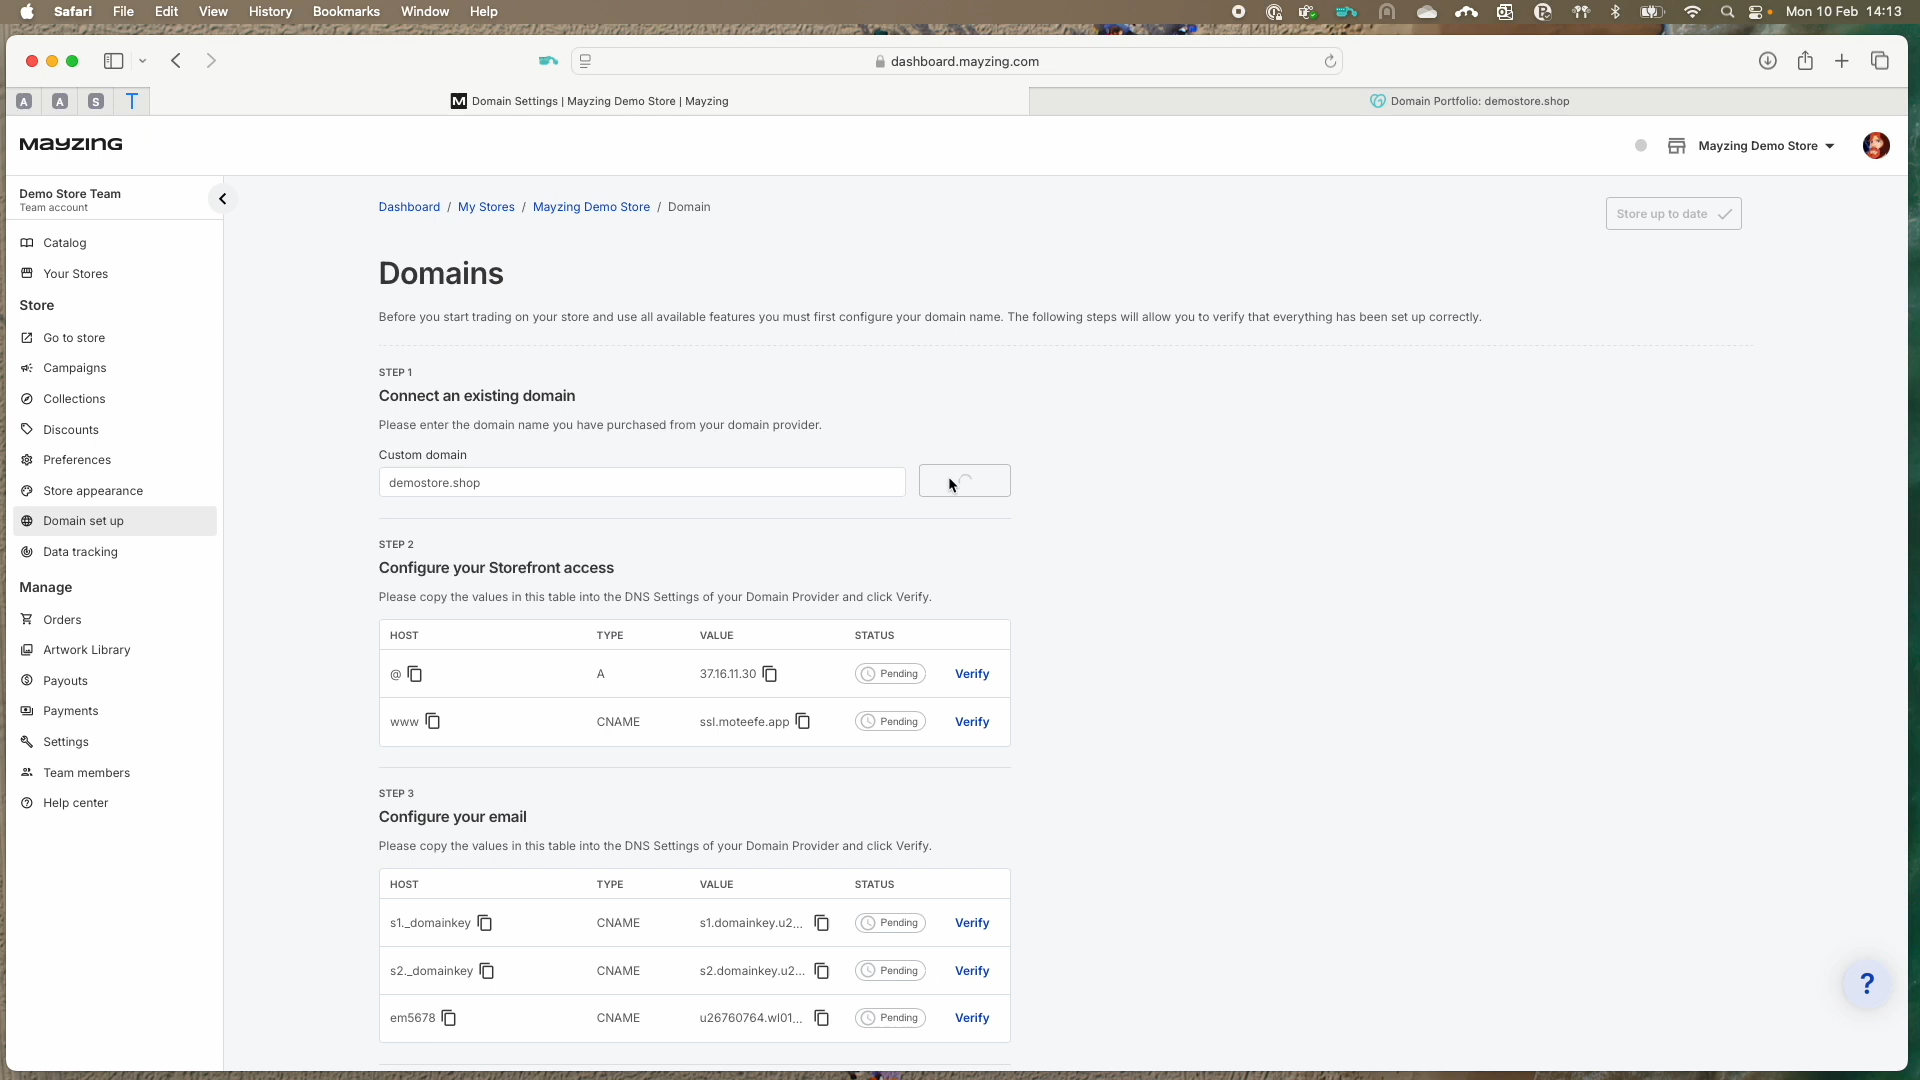 Safari File Edit View History Bookmarks Window Help Mon 10 Feb 14:13
dashboard.mayzing.com
A A S T M Domain Settings | Mayzing Demo Store | Mayzing Domain Portfolio: demostore.shop
MAYZING Mayzing Demo Store
Demo Store Team
Team account
Dashboard / My Stores / Mayzing Demo Store / Domain
Store up to date
Catalog
Your Stores
Store
Go to store
Campaigns
Collections
Discounts
Preferences
Store appearance
Domain set up
Data tracking
Manage
Orders
Artwork Library
Payouts
Payments
Settings
Team members
Help center
Domains
Before you start trading on your store and use all available features you must first configure your domain name. The following steps will allow you to verify that everything has been set up correctly.
STEP 1
Connect an existing domain
Please enter the domain name you have purchased from your domain provider.
Custom domain
demostore.shop
STEP 2
Configure your Storefront access
Please copy the values in this table into the DNS Settings of your Domain Provider and click Verify.
HOST TYPE VALUE STATUS
@ A 37.16.11.30 Pending Verify
www CNAME ssl.moteefe.app Pending Verify
STEP 3
Configure your email
Please copy the values in this table into the DNS Settings of your Domain Provider and click Verify.
HOST TYPE VALUE STATUS
s1._domainkey CNAME s1.domainkey.u2... Pending Verify
s2._domainkey CNAME s2.domainkey.u2... Pending Verify
em5678 CNAME u26760764.wl01... Pending Verify
?